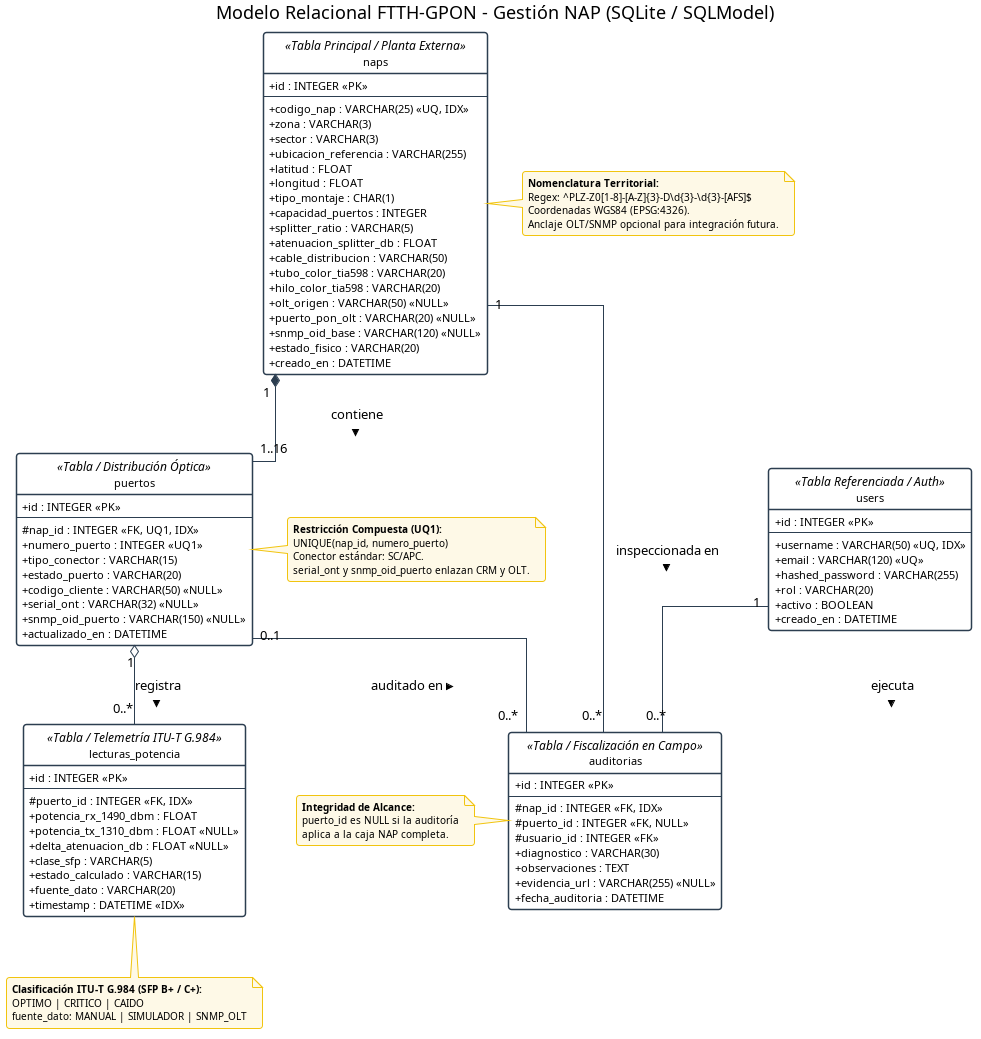 Modelo Relacional FTTH-GPON - Gestión NAP (SQLite / SQLModel)
«Tabla Principal / Planta Externa»
naps
+id : INTEGER «PK»
+codigo_nap : VARCHAR(25) «UQ, IDX»
+zona : VARCHAR(3)
+sector : VARCHAR(3)
+ubicacion_referencia : VARCHAR(255)
+latitud : FLOAT
+longitud : FLOAT
+tipo_montaje : CHAR(1)
+capacidad_puertos : INTEGER
+splitter_ratio : VARCHAR(5)
+atenuacion_splitter_db : FLOAT
+cable_distribucion : VARCHAR(50)
+tubo_color_tia598 : VARCHAR(20)
+hilo_color_tia598 : VARCHAR(20)
+olt_origen : VARCHAR(50) «NULL»
+puerto_pon_olt : VARCHAR(20) «NULL»
+snmp_oid_base : VARCHAR(120) «NULL»
+estado_fisico : VARCHAR(20)
+creado_en : DATETIME
Nomenclatura Territorial:
Regex: ^PLZ-Z0[1-8]-[A-Z]{3}-D\d{3}-\d{3}-[AFS]$
Coordenadas WGS84 (EPSG:4326).
Anclaje OLT/SNMP opcional para integración futura.
1
1
contiene
1..16
«Tabla / Distribución Óptica»
puertos
+id : INTEGER «PK»
#nap_id : INTEGER «FK, UQ1, IDX»
+numero_puerto : INTEGER «UQ1»
+tipo_conector : VARCHAR(15)
+estado_puerto : VARCHAR(20)
+codigo_cliente : VARCHAR(50) «NULL»
+serial_ont : VARCHAR(32) «NULL»
+snmp_oid_puerto : VARCHAR(150) «NULL»
+actualizado_en : DATETIME
Restricción Compuesta (UQ1):
UNIQUE(nap_id, numero_puerto)
Conector estándar: SC/APC.
serial_ont y snmp_oid_puerto enlazan CRM y OLT.
inspeccionada en
«Tabla Referenciada / Auth»
users
+id : INTEGER «PK»
+username : VARCHAR(50) «UQ, IDX»
+email : VARCHAR(120) «UQ»
+hashed_password : VARCHAR(255)
+rol : VARCHAR(20)
+activo : BOOLEAN
+creado_en : DATETIME
1
0..1
1
registra
auditado en
ejecuta
0..*
0..*
0..*
0..*
«Tabla / Telemetría ITU-T G.984»
lecturas_potencia
+id : INTEGER «PK»
#puerto_id : INTEGER «FK, IDX»
+potencia_rx_1490_dbm : FLOAT
+potencia_tx_1310_dbm : FLOAT «NULL»
+delta_atenuacion_db : FLOAT «NULL»
+clase_sfp : VARCHAR(5)
+estado_calculado : VARCHAR(15)
+fuente_dato : VARCHAR(20)
+timestamp : DATETIME «IDX»
Integridad de Alcance:
puerto_id es NULL si la auditoría
aplica a la caja NAP completa.
«Tabla / Fiscalización en Campo»
auditorias
+id : INTEGER «PK»
#nap_id : INTEGER «FK, IDX»
#puerto_id : INTEGER «FK, NULL»
#usuario_id : INTEGER «FK»
+diagnostico : VARCHAR(30)
+observaciones : TEXT
+evidencia_url : VARCHAR(255) «NULL»
+fecha_auditoria : DATETIME
Clasificación ITU-T G.984 (SFP B+ / C+):
OPTIMO | CRITICO | CAIDO
fuente_dato: MANUAL | SIMULADOR | SNMP_OLT